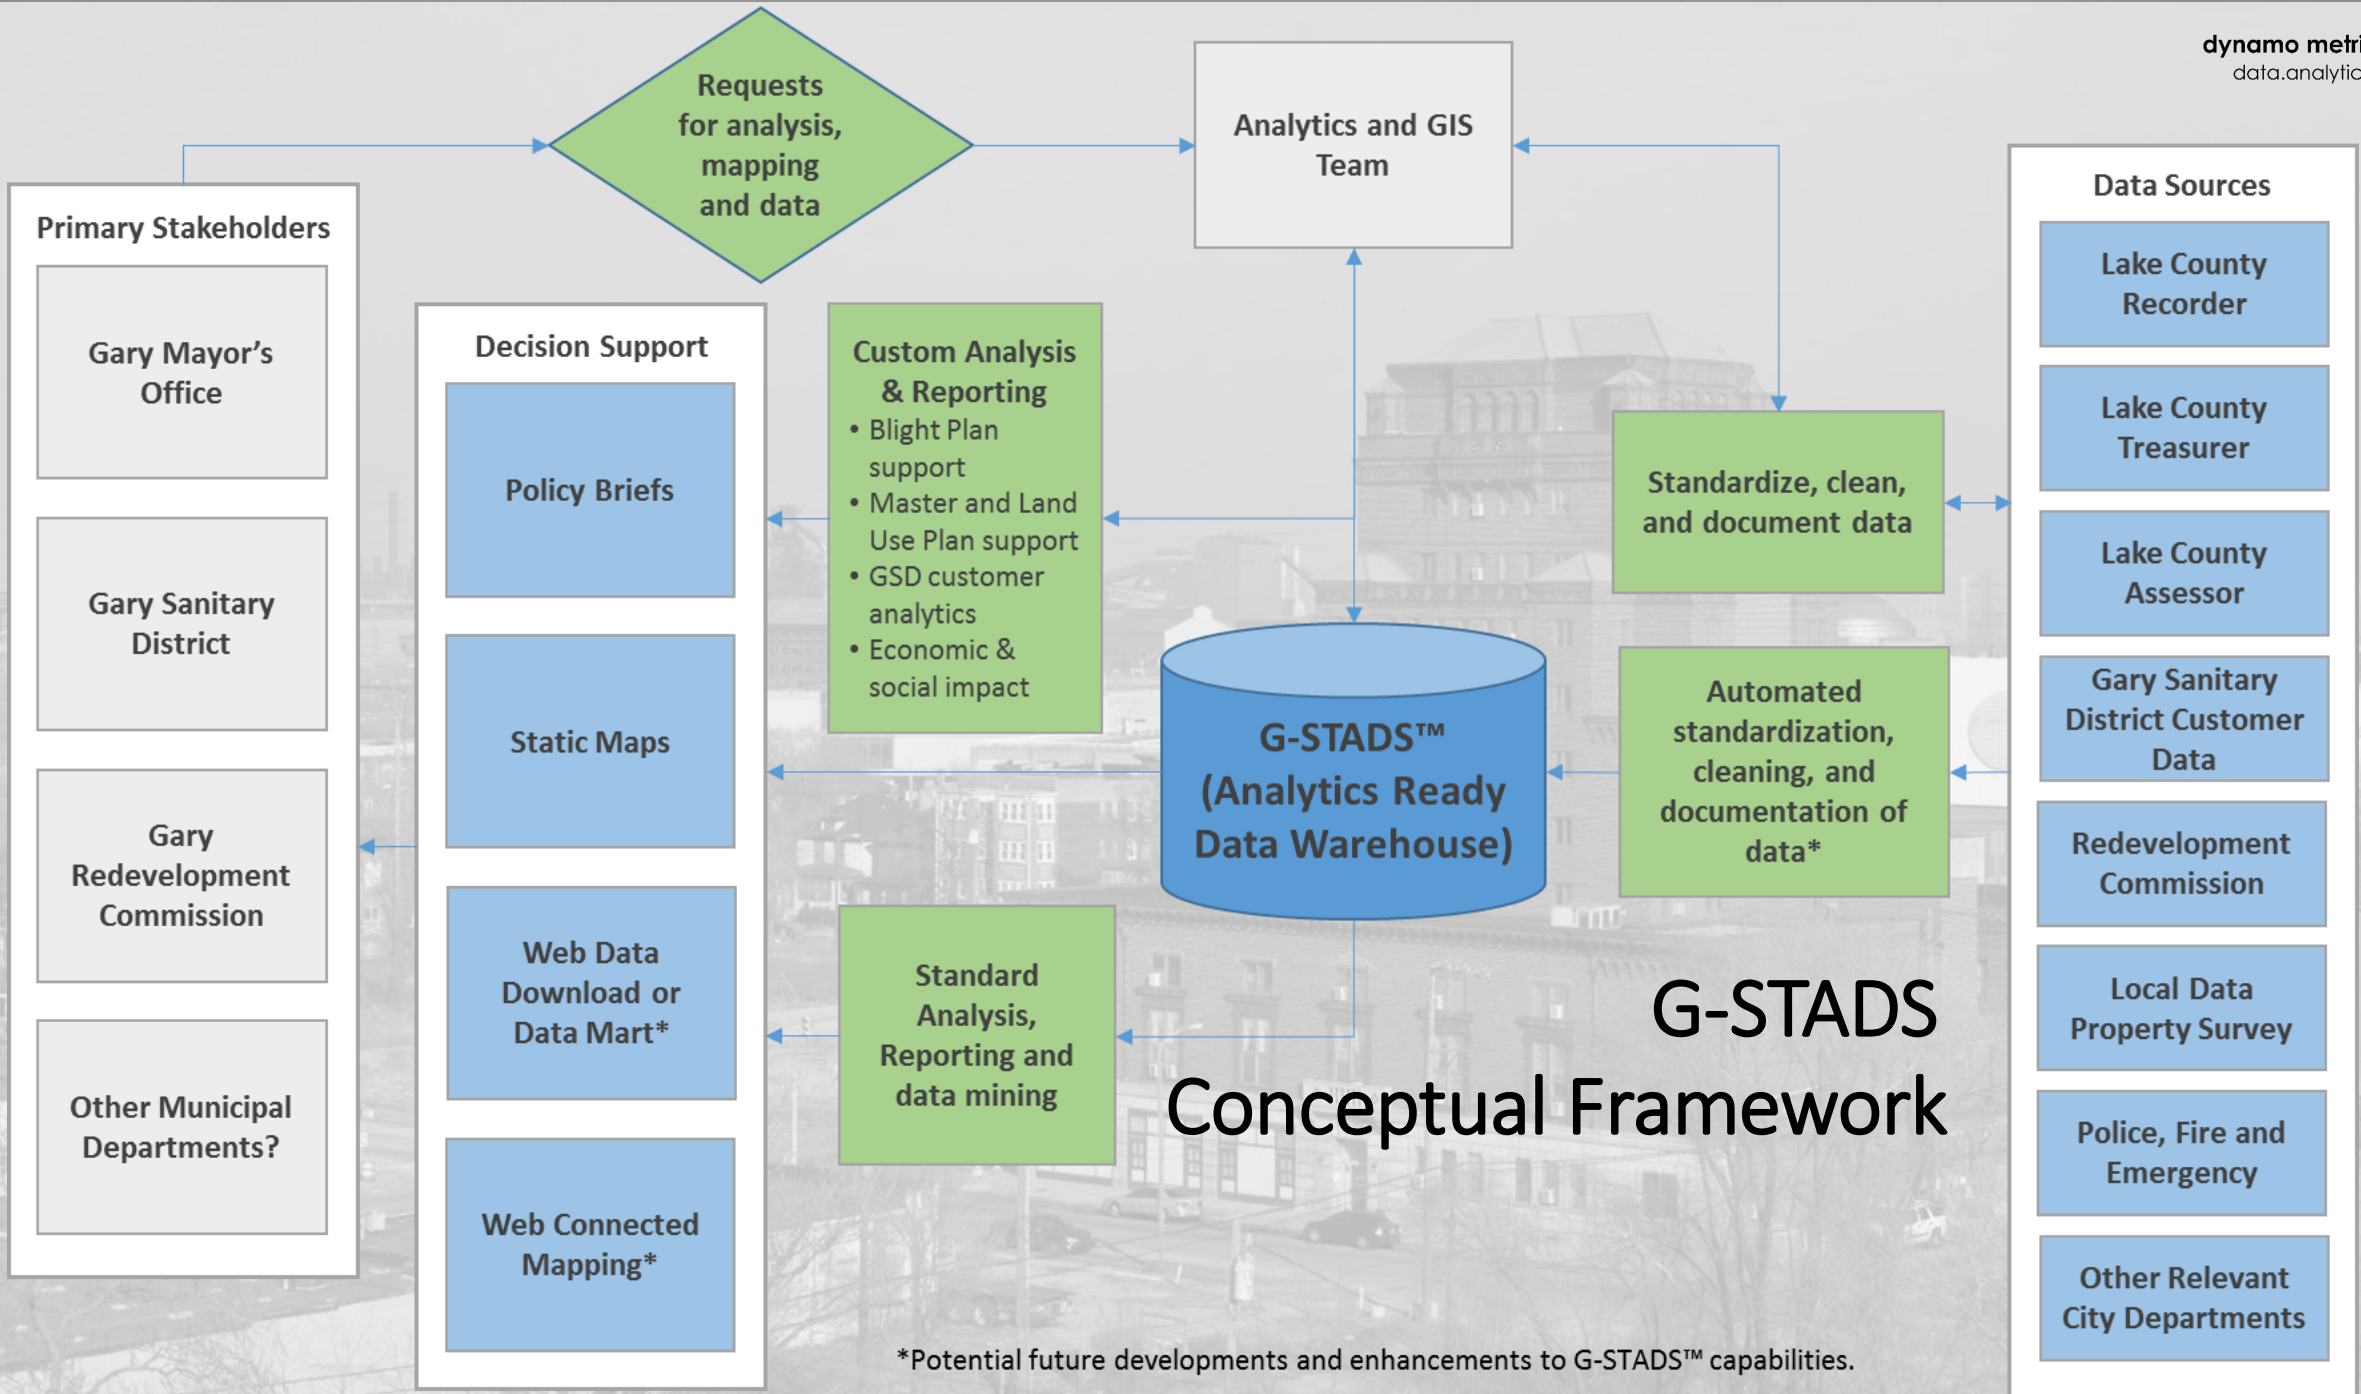 dynamo metri
data.analytic
Requests
for analysis,
mapping
and data
Analytics and GIS
Team
Primary Stakeholders
Gary Mayor’s
Office
Gary Sanitary
District
Gary
Redevelopment
Commission
Other Municipal
Departments?
Decision Support
Policy Briefs
Static Maps
Web Data
Download or
Data Mart*
Web Connected
Mapping*
Custom Analysis
& Reporting
• Blight Plan
support
• Master and Land
Use Plan support
• GSD customer
analytics
• Economic &
social impact
Standard
Analysis,
Reporting and
data mining
G-STADS™
(Analytics Ready
Data Warehouse)
Standardize, clean,
and document data
Automated
standardization,
cleaning, and
documentation of
data*
Data Sources
Lake County
Recorder
Lake County
Treasurer
Lake County
Assessor
Gary Sanitary
District Customer
Data
Redevelopment
Commission
Local Data
Property Survey
Police, Fire and
Emergency
Other Relevant
City Departments
G-STADS
Conceptual Framework
*Potential future developments and enhancements to G-STADS™ capabilities.